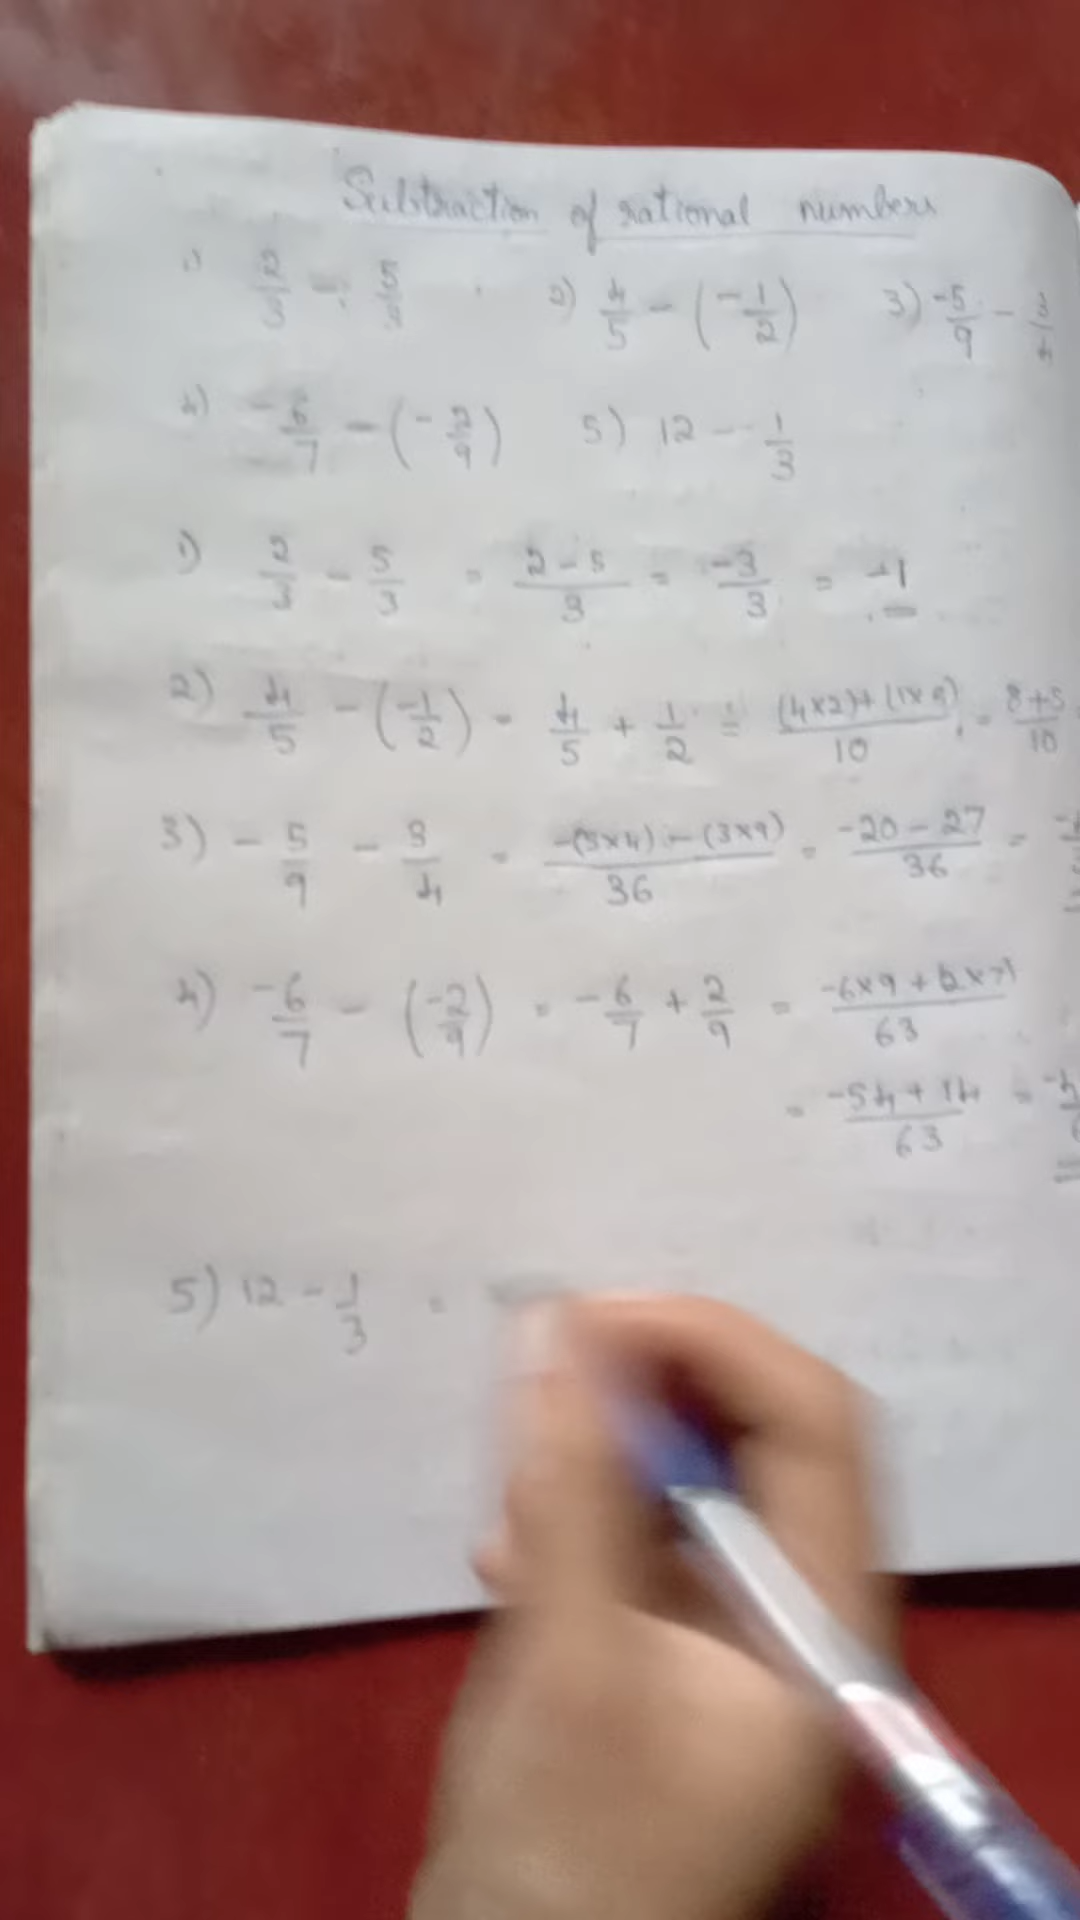 Subtraction of rational numbers
1) 2/3 - 5/3 2) 4/5 - (-1/2) 3) -5/9 - 3/4
4) -6/7 - (-2/9) 5) 12 - 1/3
1) 2/3 - 5/3 = (2-5)/3 = -3/3 = -1
2) 4/5 - (-1/2) = 4/5 + 1/2 = ((4×2)+(1×5))/10 = (8+5)/10
3) -5/9 - 3/4 = (-(5×4) - (3×9))/36 = (-20-27)/36 =
4) -6/7 - (-2/9) = -6/7 + 2/9 = (-6×9 + 2×7)/63
= (-54+14)/63 =
5) 12 - 1/3 =